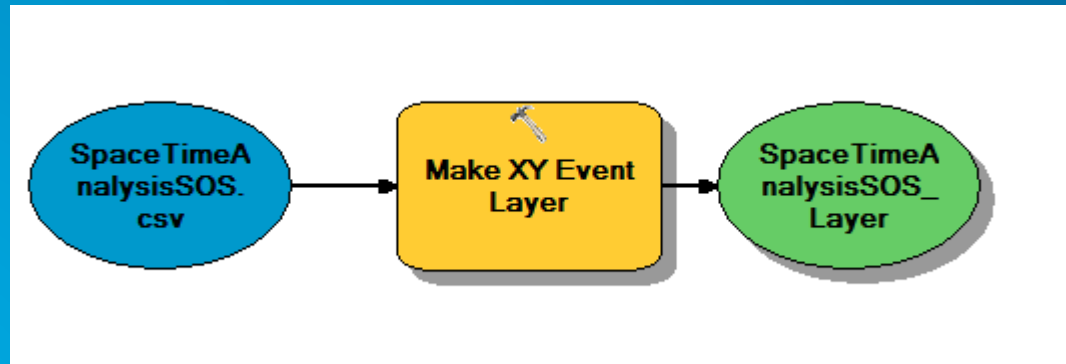 SpaceTimeA
nalysisSOS.
csv
Make XY Event
Layer
SpaceTimeA
nalysisSOS_
Layer